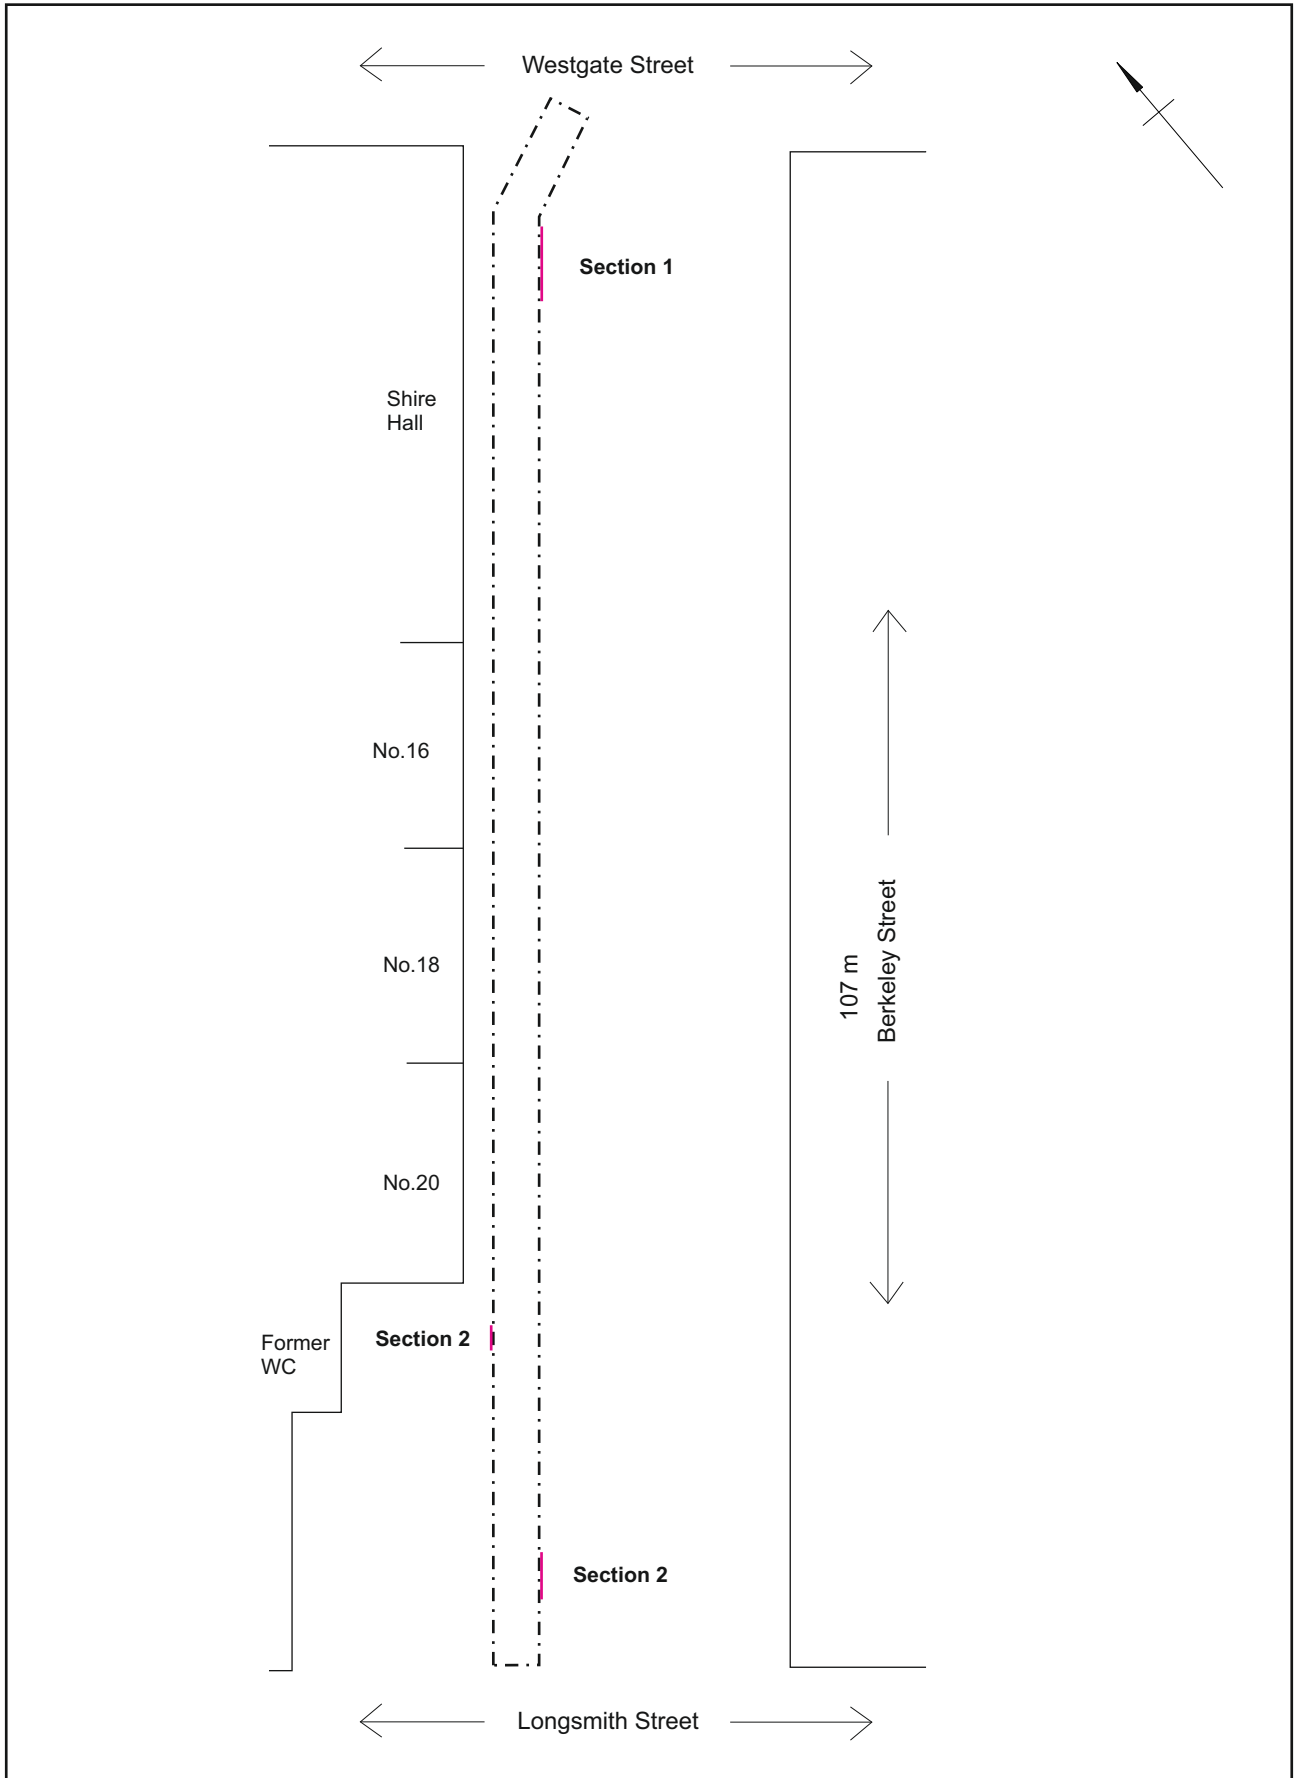 Westgate Street
Section 1
Shire
Hall
No.16
No.18
107 m
Berkeley Street
No.20
Former
WC
Section 2
Section 2
Longsmith Street